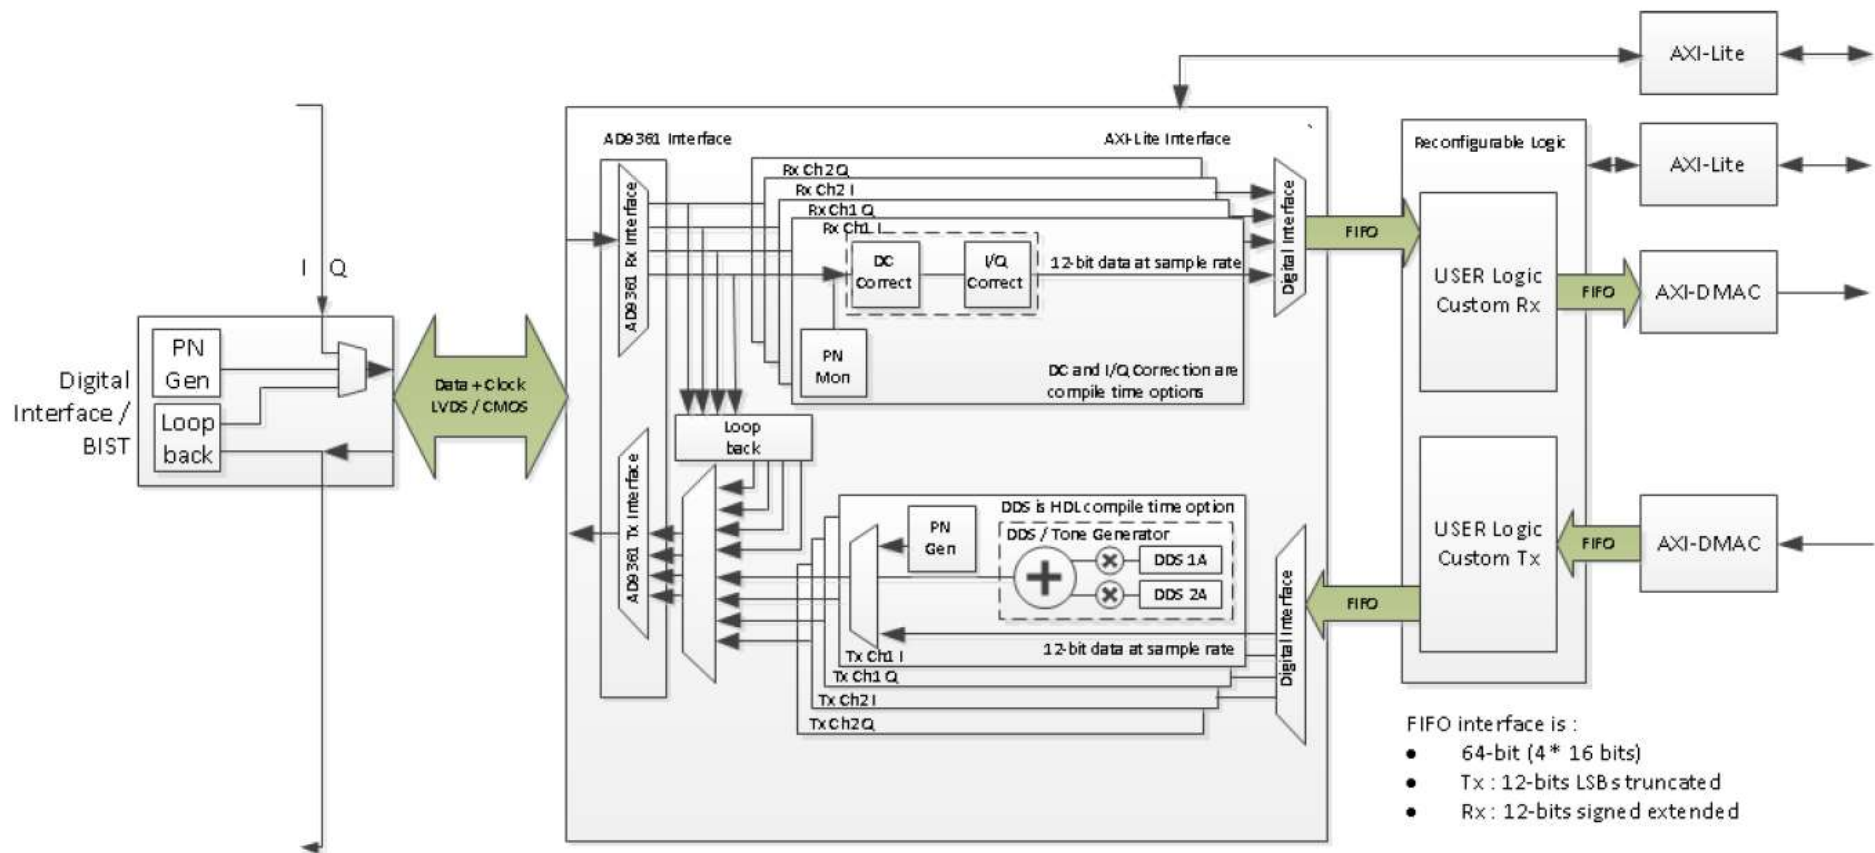 AXI-Lite
AD9361 Interface
AXI-Lite Interface
Reconfigurable Logic
AXI-Lite
Rx Ch2 Q
Rx Ch2 I
Rx Ch1 Q
Rx Ch1 I
AD9361 Rx Interface
Digital Interface
FIFO
I Q
DC
Correct
I/Q
Correct
12-bit data at sample rate
USER Logic
Custom Rx
FIFO
AXI-DMAC
PN
Gen
PN
Mon
DC and I/Q Correction are
compile time options
Digital
Interface /
BIST
Data + Clock
LVDS / CMOS
Loop
back
Loop
back
AD9361 Tx Interface
DDS is HDL compile time option
PN
Gen
DDS / Tone Generator
DDS 1A
DDS 2A
Digital Interface
USER Logic
Custom Tx
FIFO
AXI-DMAC
FIFO
12-bit data at sample rate
Tx Ch1 I
Tx Ch1 Q
Tx Ch2 I
Tx Ch2 Q
FIFO interface is :
• 64-bit (4 * 16 bits)
• Tx : 12-bits LSBs truncated
• Rx : 12-bits signed extended